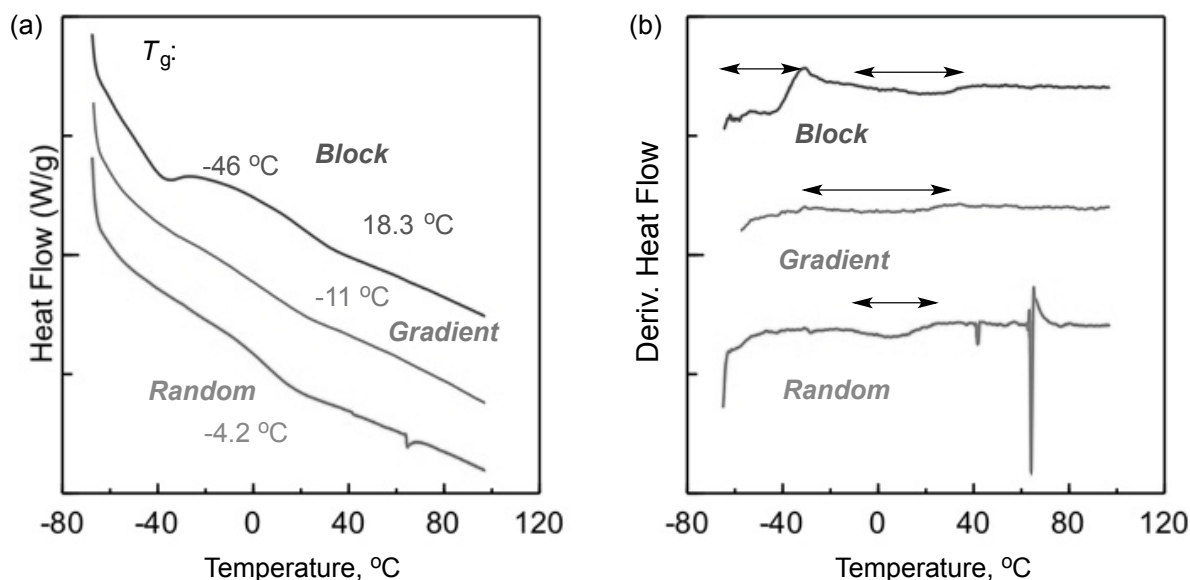 (a)
Tg:
Block
-46 °C
18.3 °C
-11 °C
Gradient
Random
-4.2 °C
Heat Flow (W/g)
-80 -40 0 40 80 120
Temperature, °C
(b)
Block
Gradient
Random
Deriv. Heat Flow
-80 -40 0 40 80 120
Temperature, °C